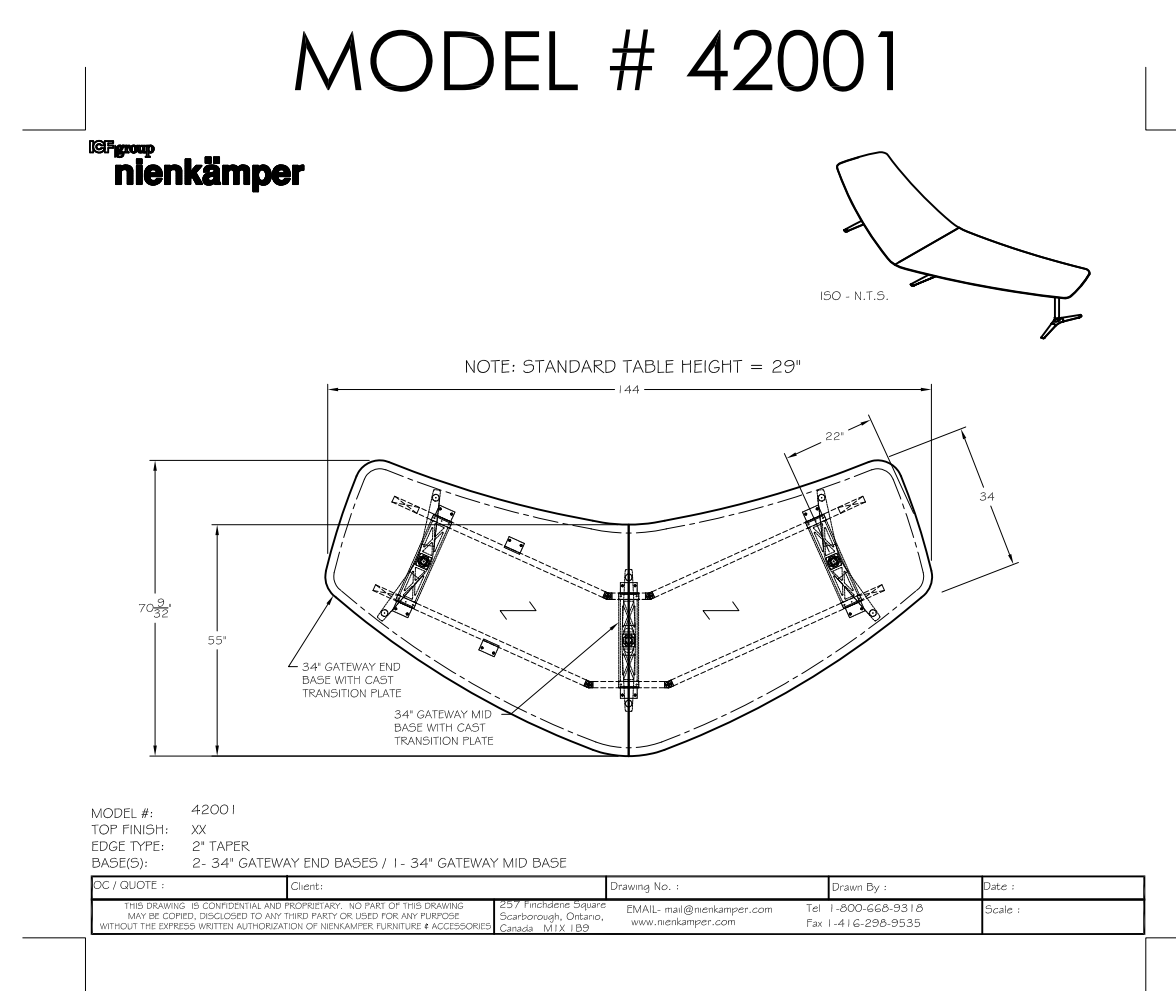 MODEL # 42001
ICFgroup
nienkämper
ISO - N.T.S.
NOTE: STANDARD TABLE HEIGHT = 29"
144
22"
34
70 9/32"
55"
34" GATEWAY END
BASE WITH CAST
TRANSITION PLATE
34" GATEWAY MID
BASE WITH CAST
TRANSITION PLATE
MODEL #: 42001
TOP FINISH: XX
EDGE TYPE: 2" TAPER
BASE(S): 2- 34" GATEWAY END BASES / 1- 34" GATEWAY MID BASE
OC / QUOTE : Client: Drawing No. : Drawn By : Date :
THIS DRAWING IS CONFIDENTIAL AND PROPRIETARY. NO PART OF THIS DRAWING
MAY BE COPIED, DISCLOSED TO ANY THIRD PARTY OR USED FOR ANY PURPOSE
WITHOUT THE EXPRESS WRITTEN AUTHORIZATION OF NIENKAMPER FURNITURE & ACCESSORIES
257 Finchdene Square
Scarborough, Ontario,
Canada M1X 1B9
EMAIL- mail@nienkamper.com
www.nienkamper.com
Tel 1-800-668-9318
Fax 1-416-298-9535
Scale :